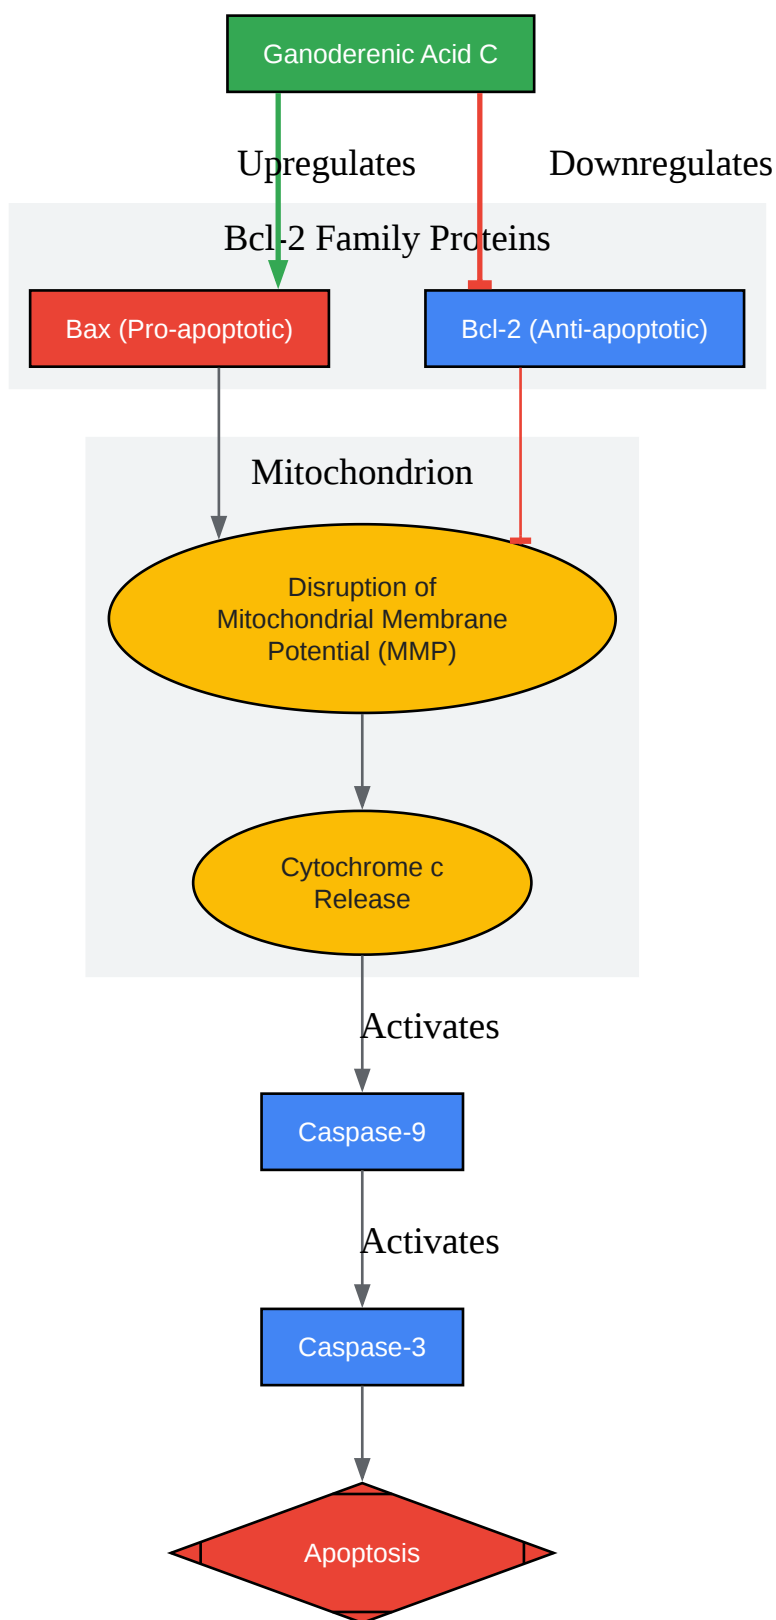 Ganoderenic Acid C
Upregulates
Downregulates
Bcl-2 Family Proteins
Bax (Pro-apoptotic)
Bcl-2 (Anti-apoptotic)
Mitochondrion
Disruption of
Mitochondrial Membrane
Potential (MMP)
Cytochrome c
Release
Activates
Caspase-9
Activates
Caspase-3
Apoptosis